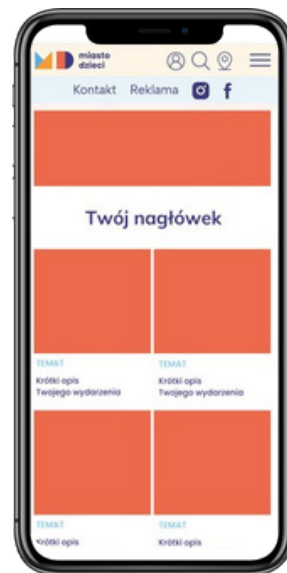 miasto
dzieci
Kontakt Reklama
Twój nagłówek
TEMAT TEMAT
Krótki opis Krótki opis
Twojego wydarzenia Twojego wydarzenia
TEMAT TEMAT
Krótki opis Krótki opis